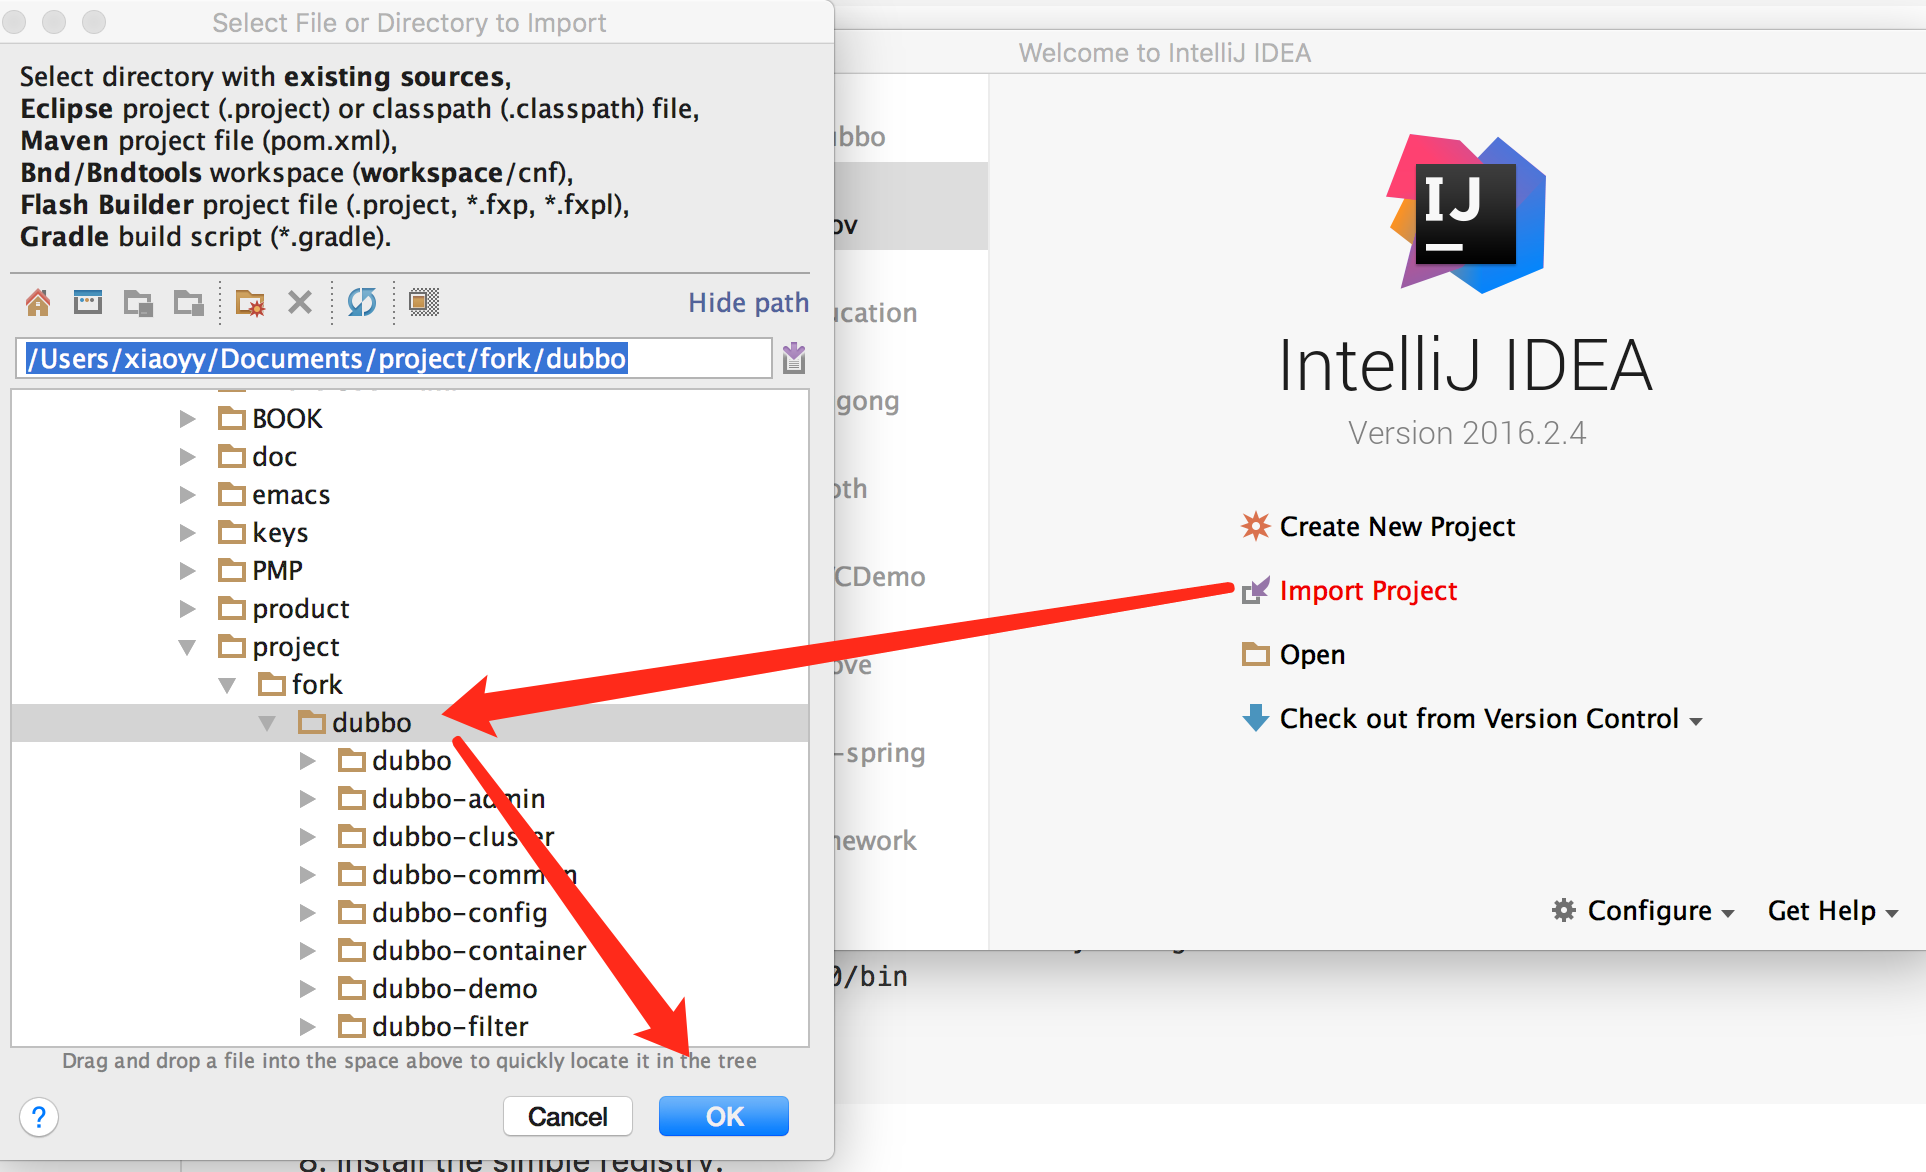 Select File or Directory to Import
Select directory with existing sources,
Eclipse project (.project) or classpath (.classpath) file,
Maven project file (pom.xml),
Bnd/Bndtools workspace (workspace/cnf),
Flash Builder project file (.project, *.fxp, *.fxpl),
Gradle build script (*.gradle).
Hide path
/Users/xiaoyy/Documents/project/fork/dubbo
BOOK
doc
emacs
keys
PMP
product
project
fork
dubbo
dubbo
dubbo-admin
dubbo-cluster
dubbo-common
dubbo-config
dubbo-container
dubbo-demo
dubbo-filter
Drag and drop a file into the space above to quickly locate it in the tree
?
Cancel
OK
8. Install the simple registry:
Welcome to IntelliJ IDEA
IJ
IntelliJ IDEA
Version 2016.2.4
Create New Project
Import Project
Open
Check out from Version Control
Configure
Get Help
bbo
ov
ucation
gong
oth
CDemo
ove
-spring
nework
0/bin